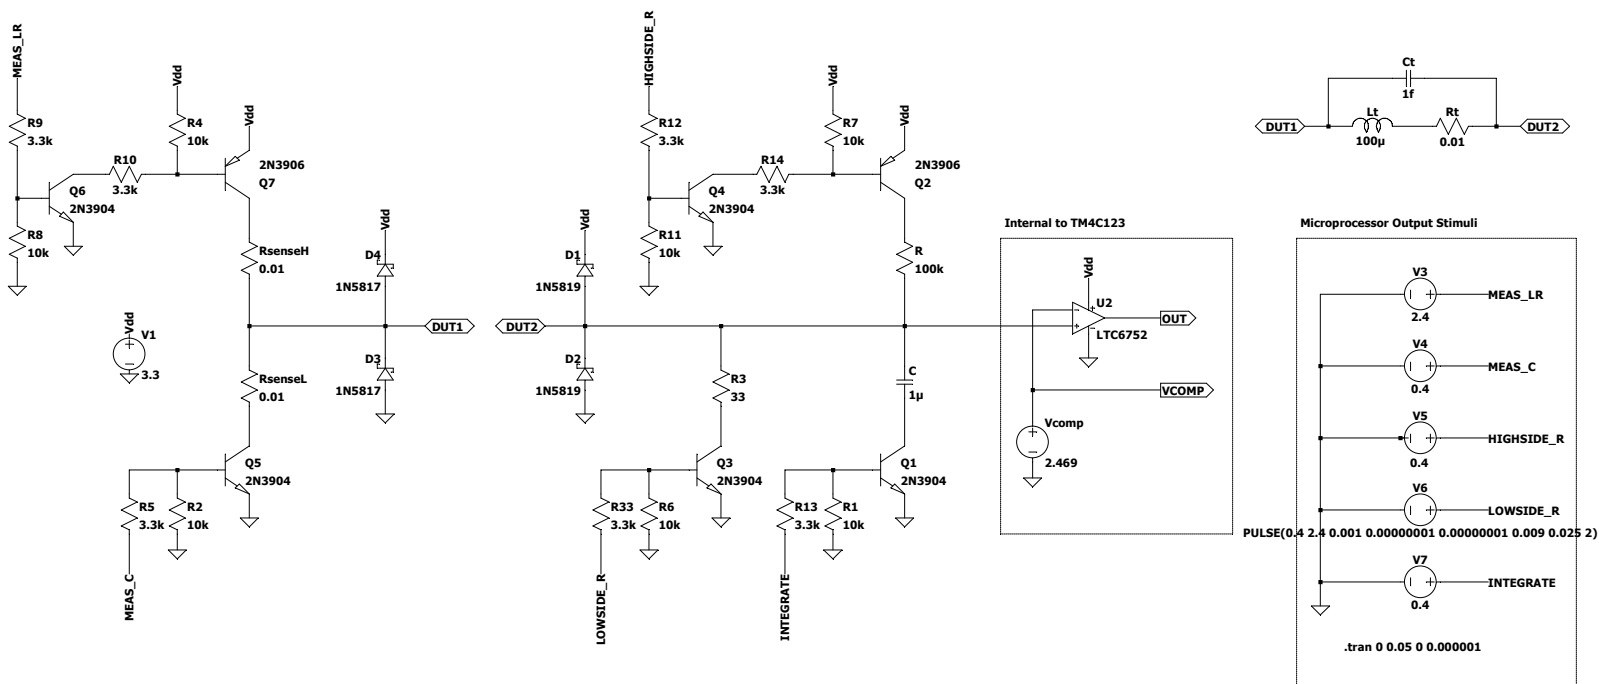 MEAS_LR
R9
3.3k
R8
10k
Q6
2N3904
R10
3.3k
Vdd
R4
10k
Vdd
2N3906
Q7
RsenseH
0.01
Vdd
D4
1N5817
DUT1
Vdd
V1
3.3
RsenseL
0.01
D3
1N5817
Q5
2N3904
R5
3.3k
R2
10k
MEAS_C
HIGHSIDE_R
R12
3.3k
R11
10k
Q4
2N3904
R14
3.3k
Vdd
R7
10k
Vdd
2N3906
Q2
R
100k
Vdd
D1
1N5819
DUT2
D2
1N5819
R3
33
C
1µ
Q3
2N3904
R33
3.3k
R6
10k
LOWSIDE_R
Q1
2N3904
R13
3.3k
R1
10k
INTEGRATE
Internal to TM4C123
Vdd
U2
LTC6752
OUT
VCOMP
Vcomp
2.469
Ct
1f
DUT1
Lt
100µ
Rt
0.01
DUT2
Microprocessor Output Stimuli
V3
MEAS_LR
2.4
V4
MEAS_C
0.4
V5
HIGHSIDE_R
0.4
V6
LOWSIDE_R
PULSE(0.4 2.4 0.001 0.00000001 0.00000001 0.009 0.025 2)
V7
INTEGRATE
0.4
.tran 0 0.05 0 0.000001